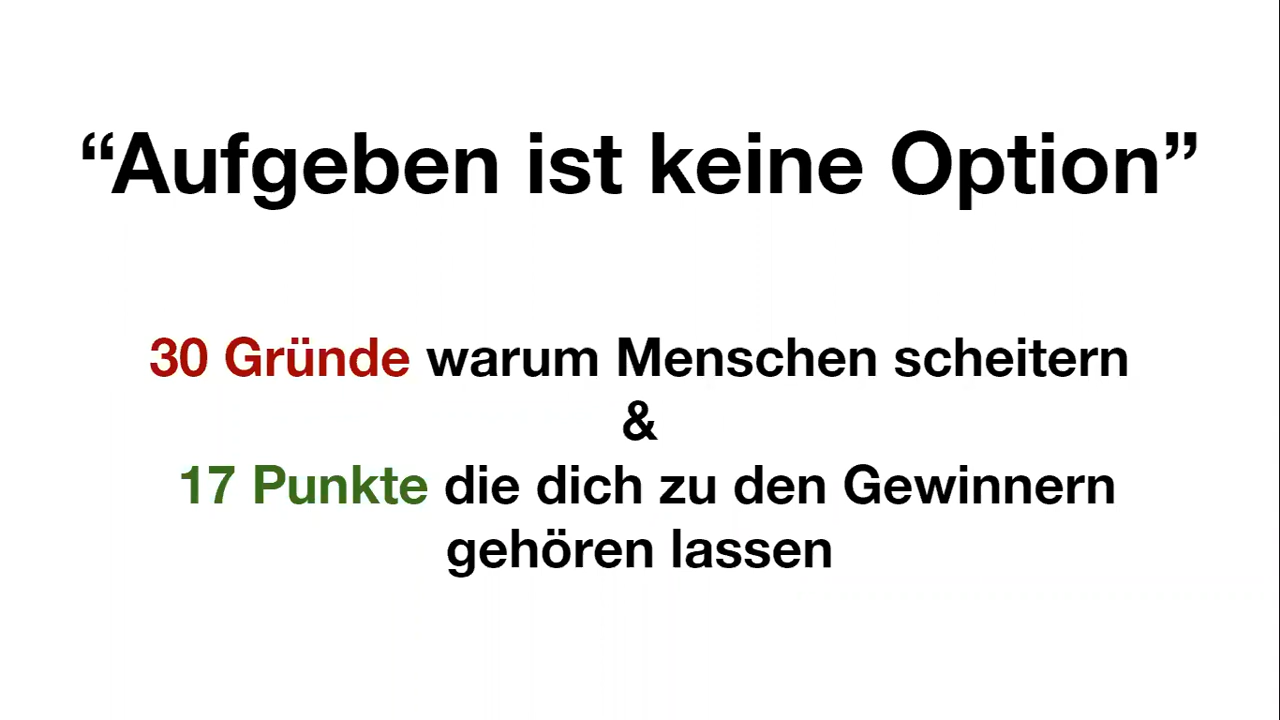 “Aufgeben ist keine Option”
30 Gründe warum Menschen scheitern
&
17 Punkte die dich zu den Gewinnern
gehören lassen